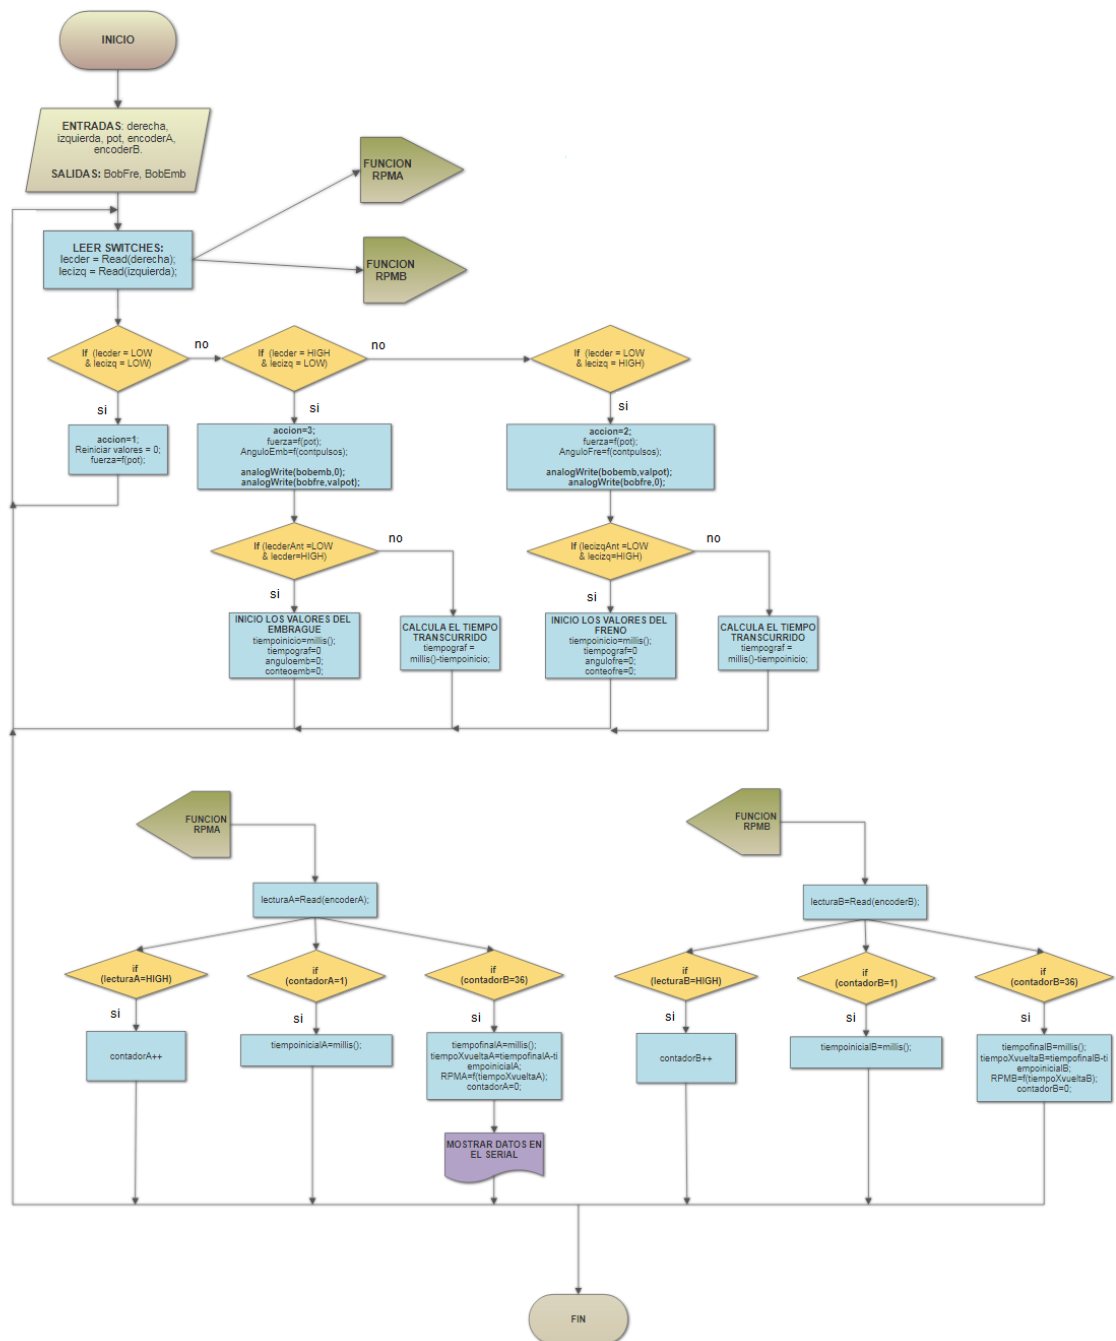 INICIO
ENTRADAS: derecha,
izquierda, pot, encoderA,
encoderB.
SALIDAS: BobFre, BobEmb
FUNCION
RPMA
FUNCION
RPMB
LEER SWITCHES:
lecder = Read(derecha);
lecizq = Read(izquierda);
If (lecder = LOW
& lecizq = LOW)
no
If (lecder = HIGH
& lecizq = LOW)
no
If (lecder = LOW
& lecizq = HIGH)
si
si
si
accion=1;
Reiniciar valores = 0;
fuerza=f(pot);
accion=3;
fuerza=f(pot);
AnguloEmb=f(contpulsos);
analogWrite(bobemb,0);
analogWrite(bobfre,valpot);
accion=2;
fuerza=f(pot);
AnguloFre=f(contpulsos);
analogWrite(bobemb,valpot);
analogWrite(bobfre,0);
If (lecderAnt =LOW
& lecder=HIGH)
no
If (lecizqAnt =LOW
& lecizq=HIGH)
no
si
si
INICIO LOS VALORES DEL
EMBRAGUE
tiempoinicio=millis();
tiempograf=0
anguloemb=0;
conteoemb=0;
CALCULA EL TIEMPO
TRANSCURRIDO
tiempograf =
millis()-tiempoinicio;
INICIO LOS VALORES DEL
FRENO
tiempoinicio=millis();
tiempograf=0
angulofre=0;
conteofre=0;
CALCULA EL TIEMPO
TRANSCURRIDO
tiempograf =
millis()-tiempoinicio;
FUNCION
RPMA
FUNCION
RPMB
lecturaA=Read(encoderA);
lecturaB=Read(encoderB);
if
(lecturaA=HIGH)
if
(contadorA=1)
if
(contadorB=36)
if
(lecturaB=HIGH)
if
(contadorB=1)
if
(contadorB=36)
si
si
si
si
si
si
contadorA++
tiempoinicialA=millis();
tiempofinalA=millis();
tiempoXvueltaA=tiempofinalA-ti
empoinicialA;
RPMA=f(tiempoXvueltaA);
contadorA=0;
contadorB++
tiempoinicialB=millis();
tiempofinalB=millis();
tiempoXvueltaB=tiempofinalB-ti
empoinicialB;
RPMB=f(tiempoXvueltaB);
contadorB=0;
MOSTRAR DATOS EN
EL SERIAL
FIN